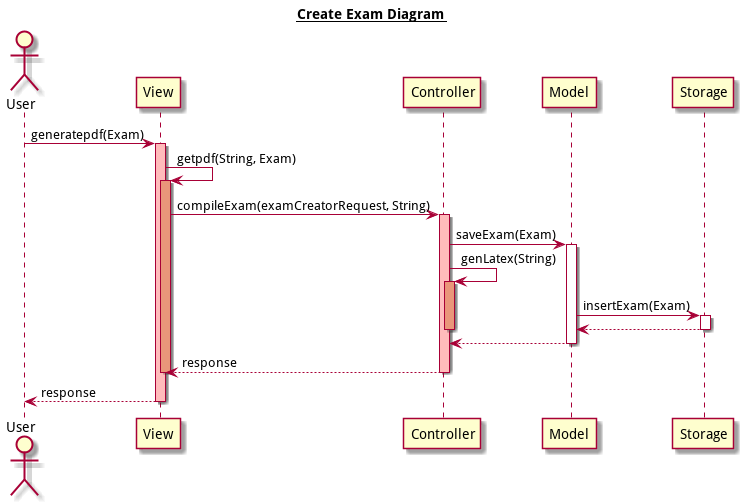 Create Exam Diagram
User
View
Controller
Model
Storage
generatepdf(Exam)
getpdf(String, Exam)
compileExam(examCreatorRequest, String)
saveExam(Exam)
genLatex(String)
insertExam(Exam)
response
response
User
View
Controller
Model
Storage